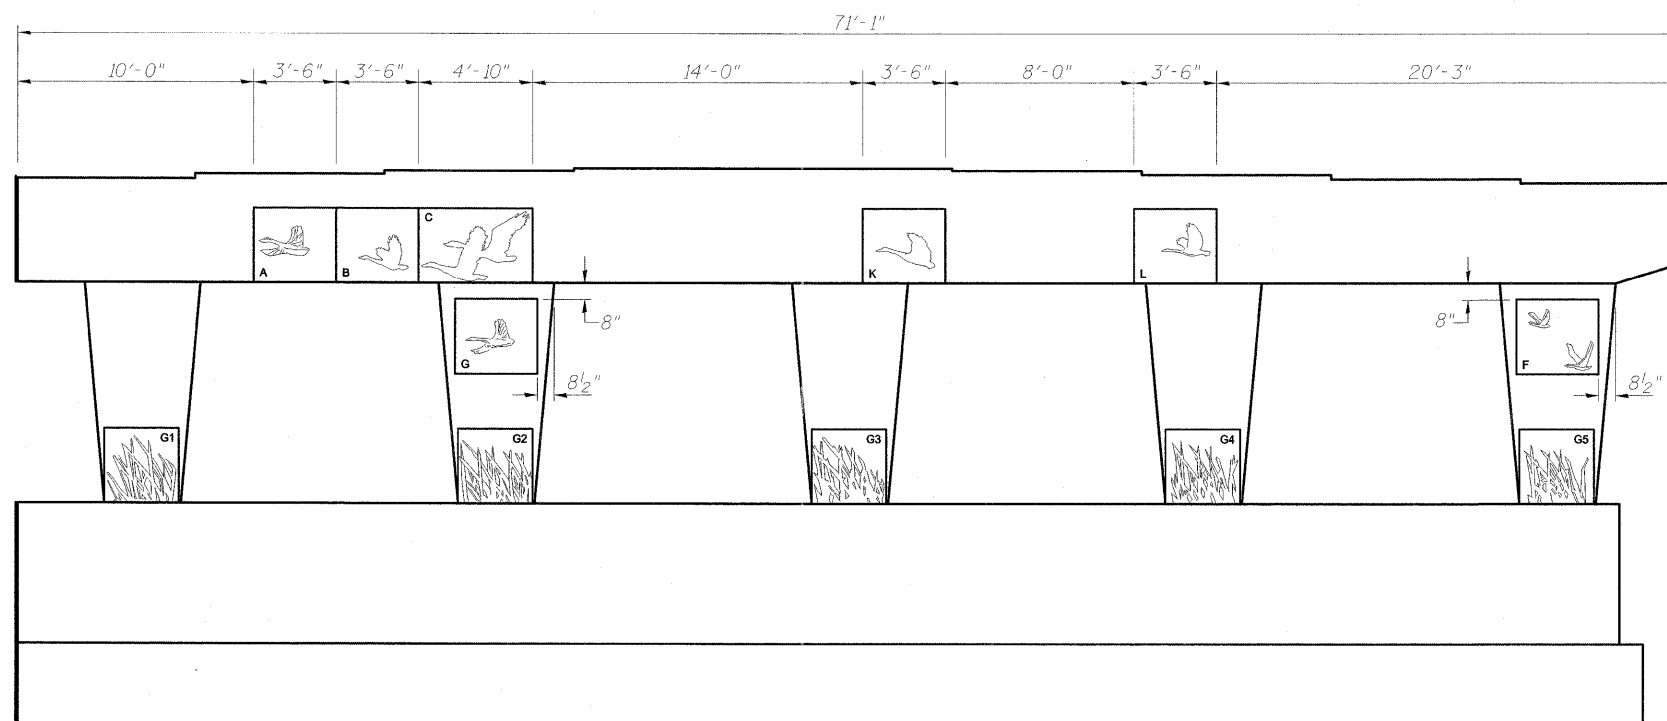 71'-1"
10'-0" 3'-6" 3'-6" 4'-10" 14'-0" 3'-6" 8'-0" 3'-6" 20'-3"
A B C K L
8" 8"
G F
8½" 8½"
G1 G2 G3 G4 G5